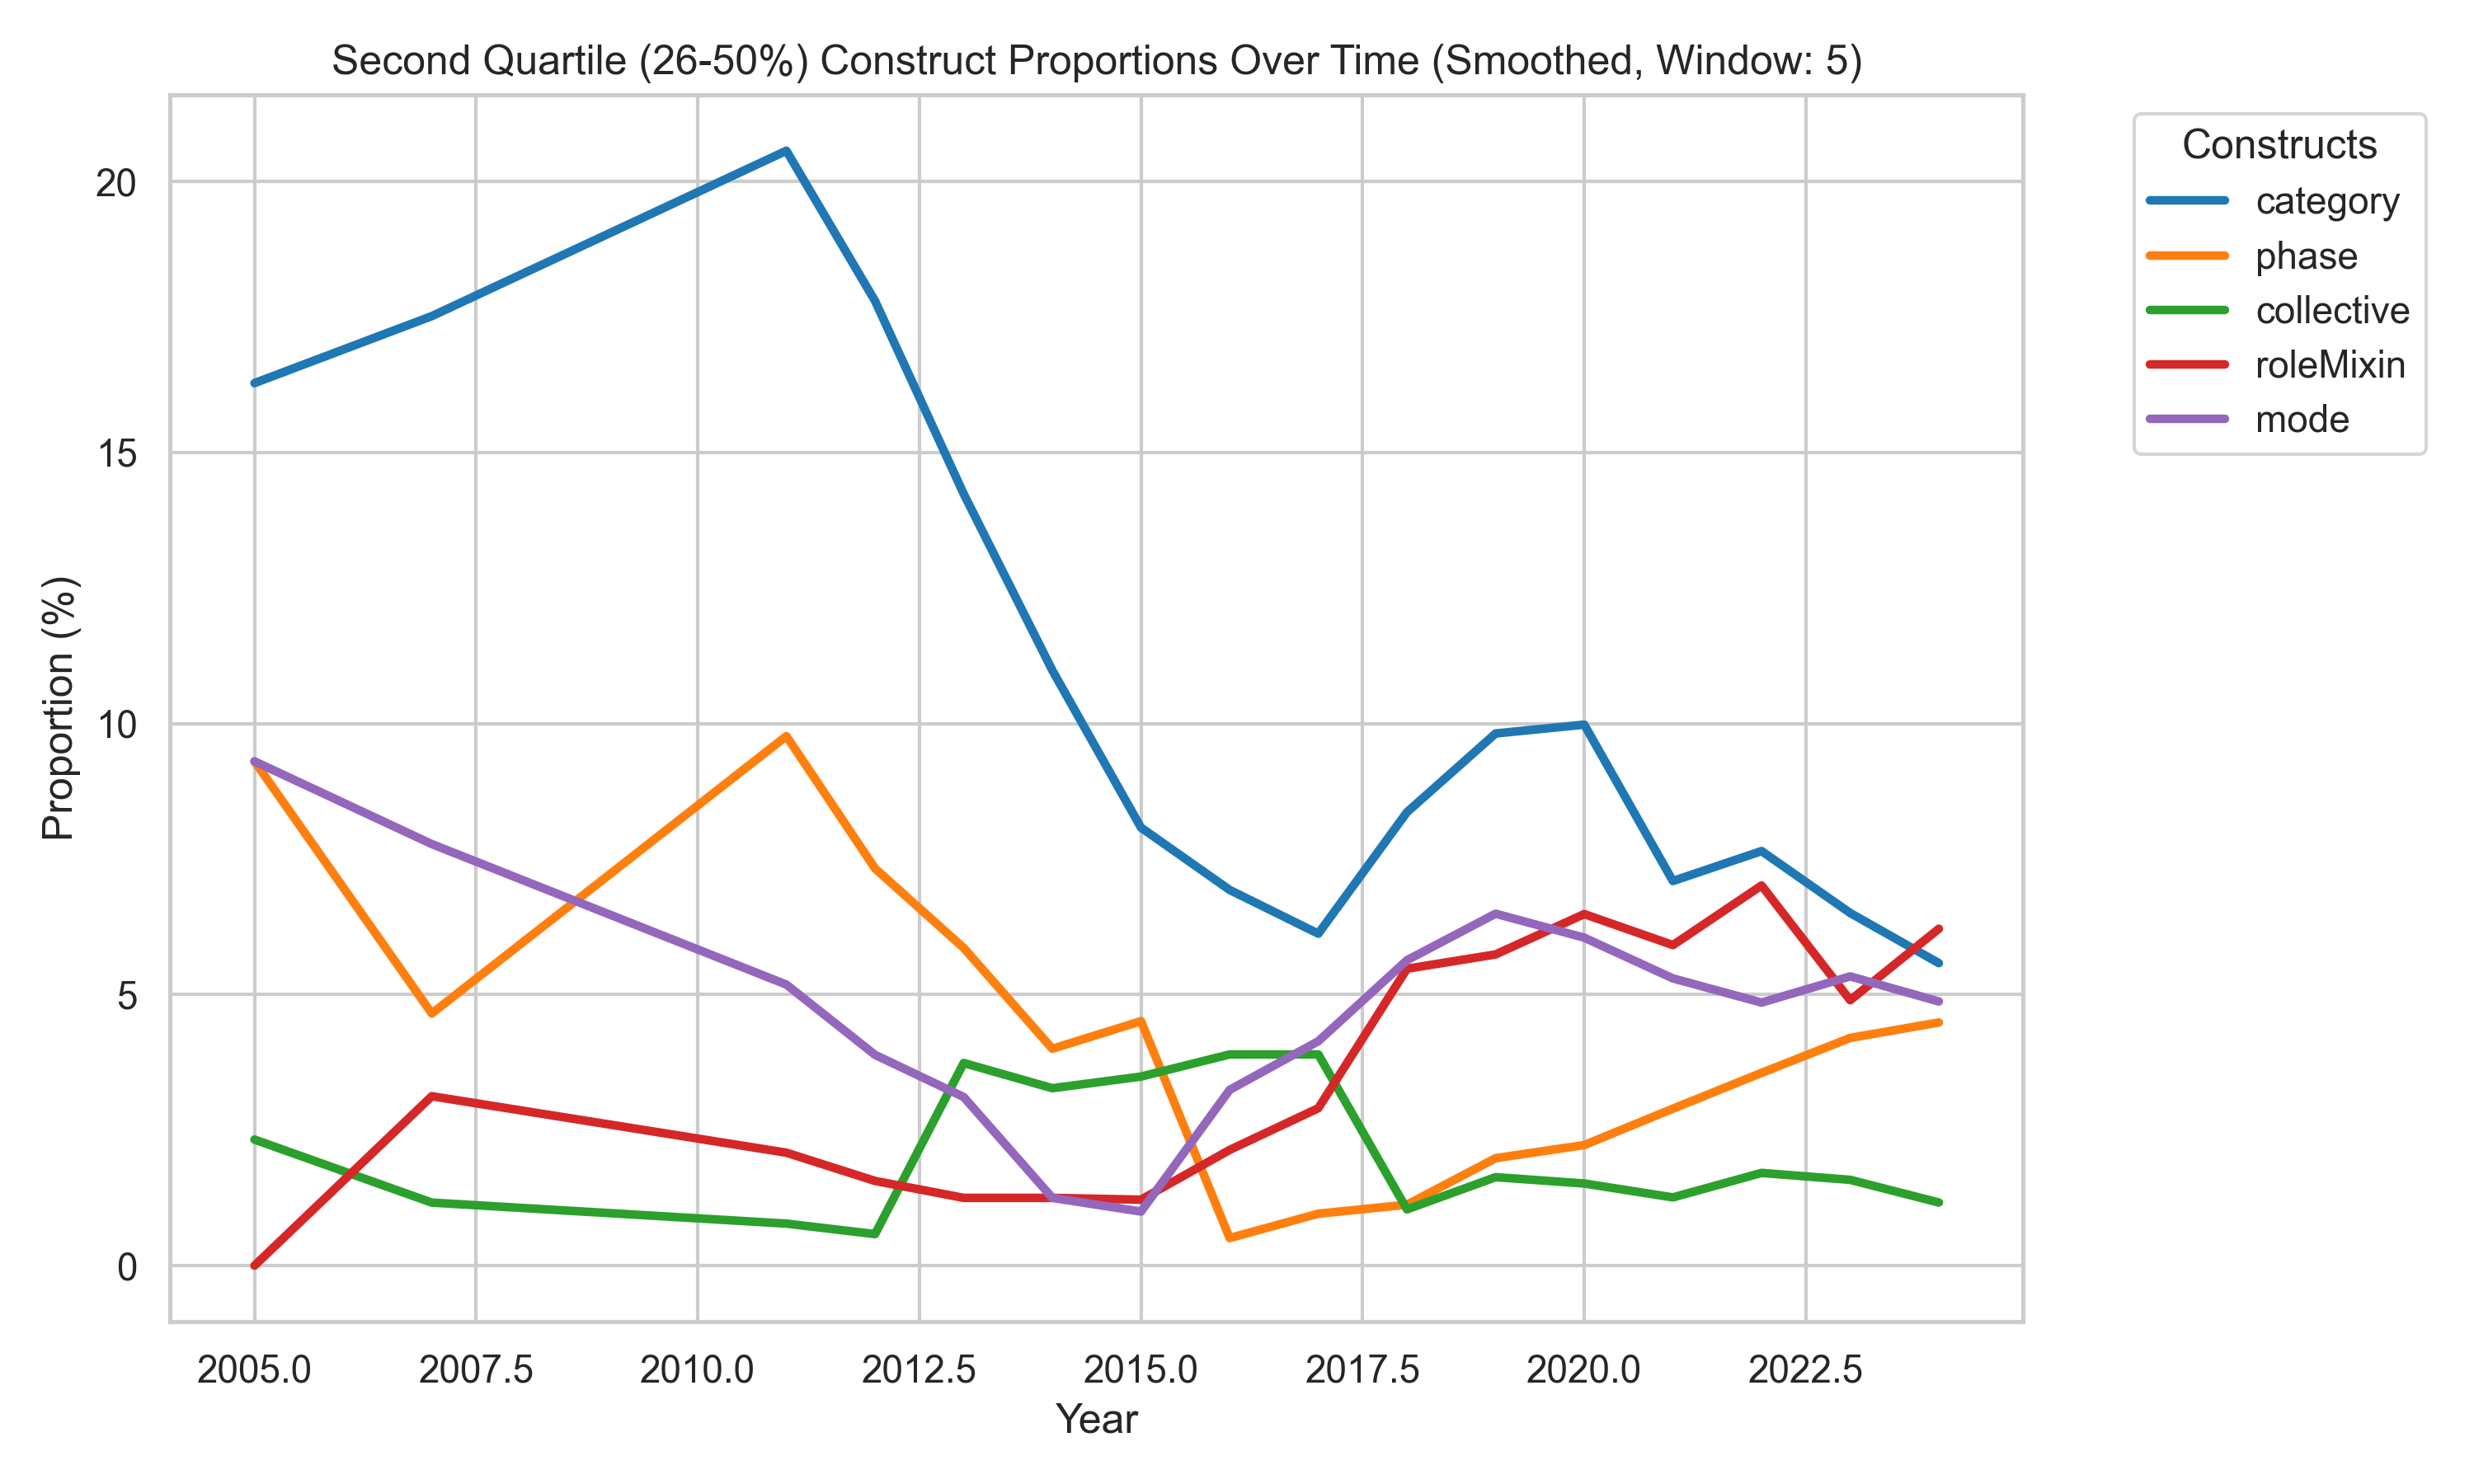 Second Quartile (26-50%) Construct Proportions Over Time (Smoothed, Window: 5)
Constructs
category
phase
collective
roleMixin
mode
Proportion (%)
20
15
10
5
0
2005.0 2007.5 2010.0 2012.5 2015.0 2017.5 2020.0 2022.5
Year